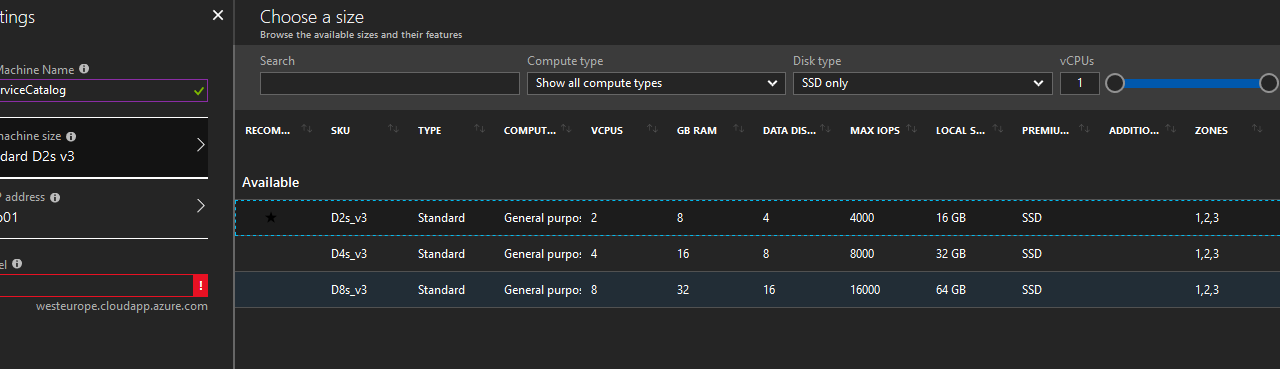 tings
Machine Name
rviceCatalog
machine size
dard D2s v3
P address
o01
el
!
westeurope.cloudapp.azure.com
Choose a size
Browse the available sizes and their features
Search Compute type Disk type vCPUs
Show all compute types SSD only 1
RECOM... SKU TYPE COMPUT... VCPUS GB RAM DATA DIS... MAX IOPS LOCAL S... PREMIU... ADDITIO... ZONES
Available
★ D2s_v3 Standard General purpos 2 8 4 4000 16 GB SSD 1,2,3
D4s_v3 Standard General purpos 4 16 8 8000 32 GB SSD 1,2,3
D8s_v3 Standard General purpos 8 32 16 16000 64 GB SSD 1,2,3